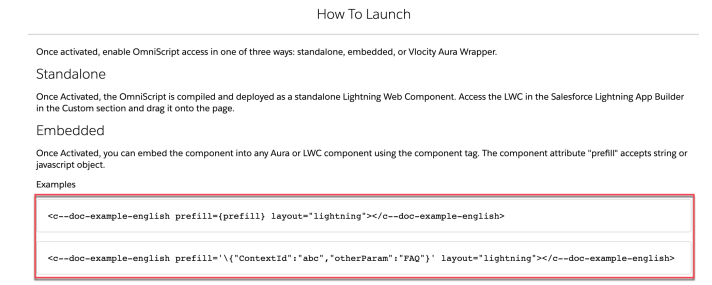 How To Launch
Once activated, enable OmniScript access in one of three ways: standalone, embedded, or Vlocity Aura Wrapper.
Standalone
Once Activated, the OmniScript is compiled and deployed as a standalone Lightning Web Component. Access the LWC in the Salesforce Lightning App Builder
in the Custom section and drag it onto the page.
Embedded
Once Activated, you can embed the component into any Aura or LWC component using the component tag. The component attribute "prefill" accepts string or
javascript object.
Examples
<c--doc-example-english prefill={prefill} layout="lightning"></c--doc-example-english>
<c--doc-example-english prefill='\{"ContextId":"abc","otherParam":"FAQ"}' layout="lightning"></c--doc-example-english>